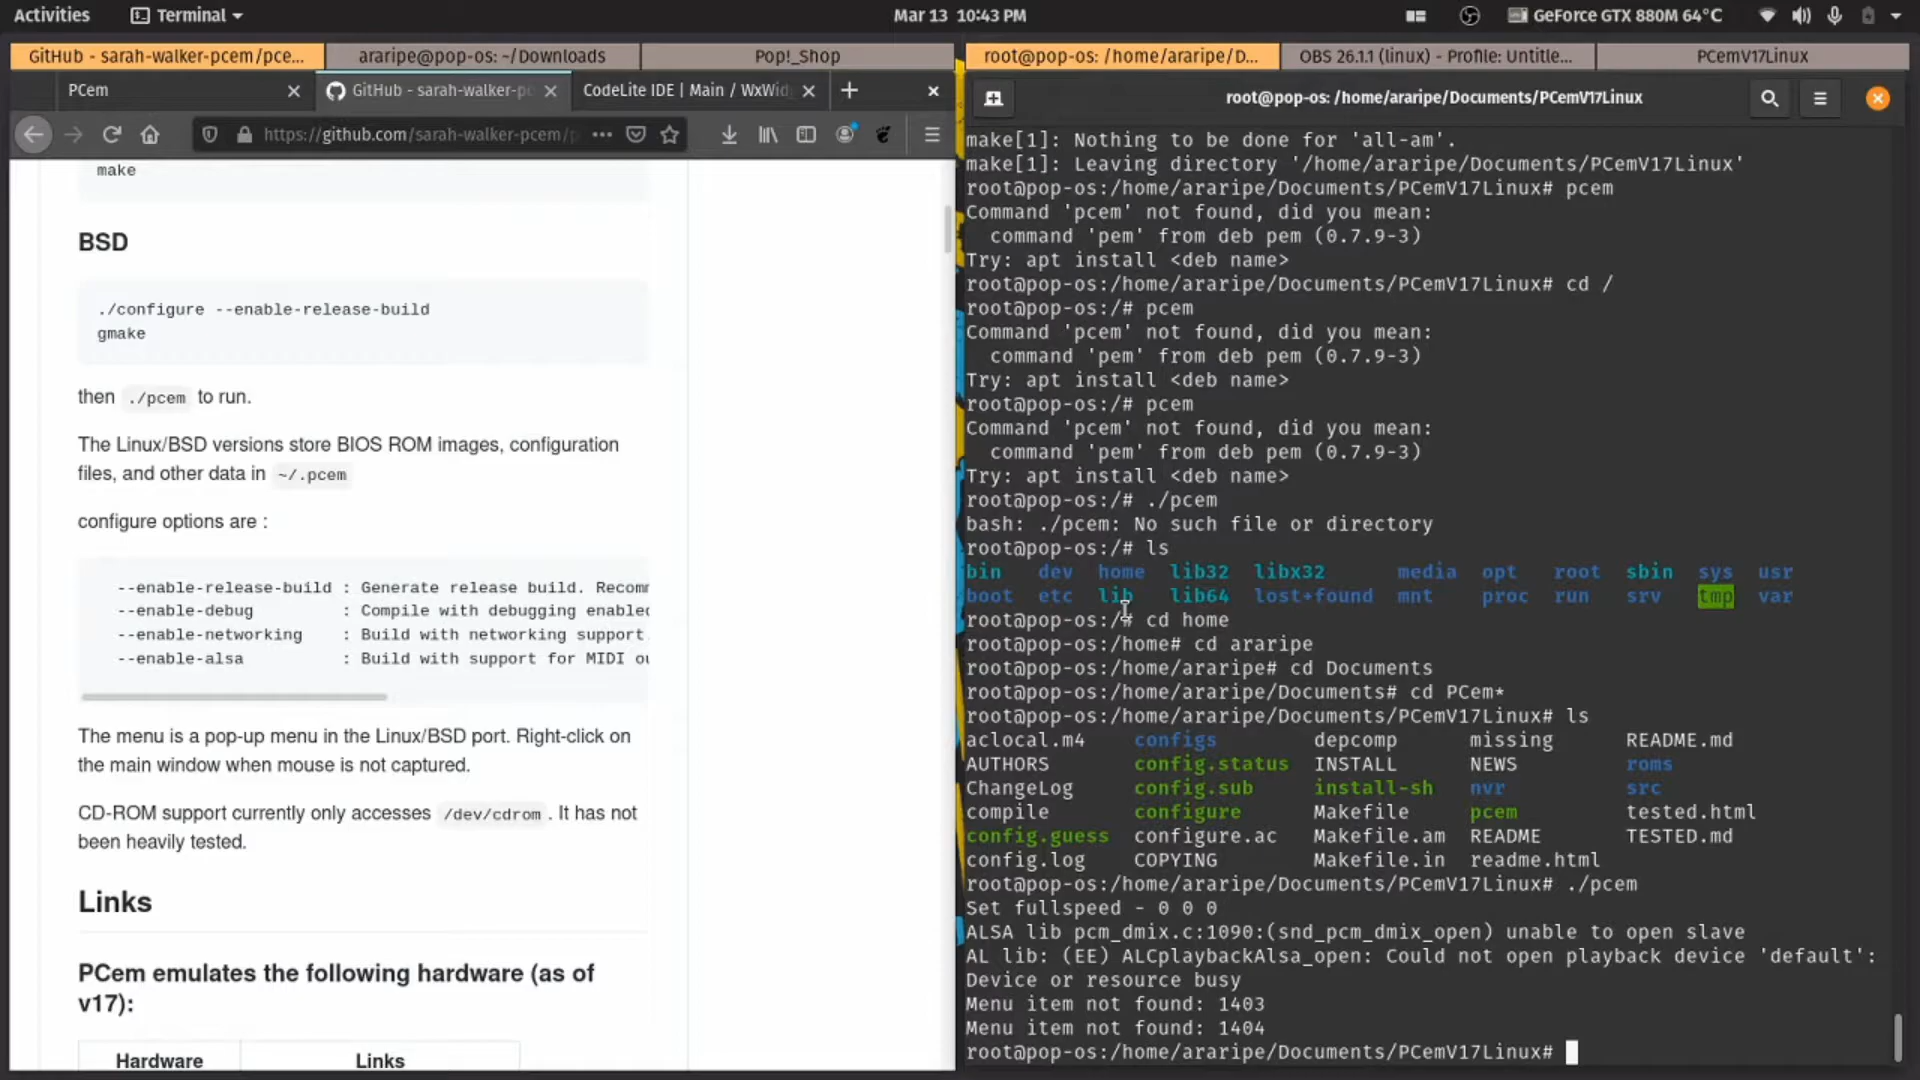 Activities
Terminal
Mar 13 10:43 PM
GeForce GTX 880M 64°C
GitHub - sarah-walker-pcem/pce...
araripe@pop-os: ~/Downloads
Pop!_Shop
root@pop-os: /home/araripe/D...
OBS 26.1.1 (linux) - Profile: Untitle...
PCemV17Linux
PCem
GitHub - sarah-walker-pc
CodeLite IDE | Main / WxWid
https://github.com/sarah-walker-pcem/p
make
BSD
./configure --enable-release-build
gmake
then ./pcem to run.
The Linux/BSD versions store BIOS ROM images, configuration
files, and other data in ~/.pcem
configure options are :
--enable-release-build : Generate release build. Recomm
--enable-debug : Compile with debugging enabled
--enable-networking : Build with networking support.
--enable-alsa : Build with support for MIDI ou
The menu is a pop-up menu in the Linux/BSD port. Right-click on
the main window when mouse is not captured.
CD-ROM support currently only accesses /dev/cdrom . It has not
been heavily tested.
Links
PCem emulates the following hardware (as of
v17):
Hardware Links
root@pop-os: /home/araripe/Documents/PCemV17Linux
make[1]: Nothing to be done for 'all-am'.
make[1]: Leaving directory '/home/araripe/Documents/PCemV17Linux'
root@pop-os:/home/araripe/Documents/PCemV17Linux# pcem
Command 'pcem' not found, did you mean:
command 'pem' from deb pem (0.7.9-3)
Try: apt install <deb name>
root@pop-os:/home/araripe/Documents/PCemV17Linux# cd /
root@pop-os:/# pcem
Command 'pcem' not found, did you mean:
command 'pem' from deb pem (0.7.9-3)
Try: apt install <deb name>
root@pop-os:/# pcem
Command 'pcem' not found, did you mean:
command 'pem' from deb pem (0.7.9-3)
Try: apt install <deb name>
root@pop-os:/# ./pcem
bash: ./pcem: No such file or directory
root@pop-os:/# ls
bin dev home lib32 libx32 media opt root sbin sys usr
boot etc lib lib64 lost+found mnt proc run srv tmp var
root@pop-os:/# cd home
root@pop-os:/home# cd araripe
root@pop-os:/home/araripe# cd Documents
root@pop-os:/home/araripe/Documents# cd PCem*
root@pop-os:/home/araripe/Documents/PCemV17Linux# ls
aclocal.m4 configs depcomp missing README.md
AUTHORS config.status INSTALL NEWS roms
ChangeLog config.sub install-sh nvr src
compile configure Makefile pcem tested.html
config.guess configure.ac Makefile.am README TESTED.md
config.log COPYING Makefile.in readme.html
root@pop-os:/home/araripe/Documents/PCemV17Linux# ./pcem
Set fullspeed - 0 0 0
ALSA lib pcm_dmix.c:1090:(snd_pcm_dmix_open) unable to open slave
AL lib: (EE) ALCplaybackAlsa_open: Could not open playback device 'default':
Device or resource busy
Menu item not found: 1403
Menu item not found: 1404
root@pop-os:/home/araripe/Documents/PCemV17Linux#